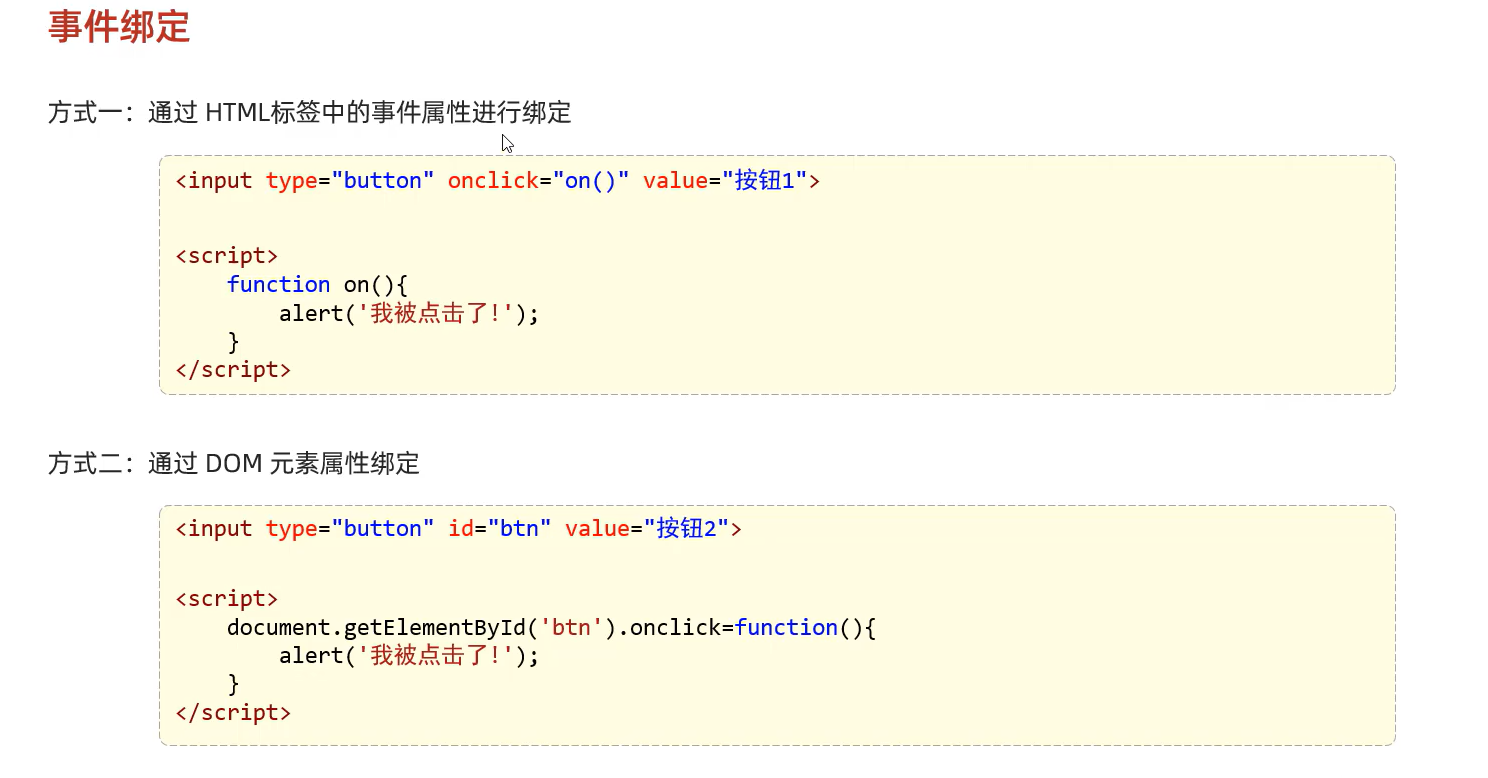 事件绑定
方式一：通过 HTML标签中的事件属性进行绑定
<input type="button" onclick="on()" value="按钮1">
<script>
    function on(){
        alert('我被点击了!');
    }
</script>
方式二：通过 DOM 元素属性绑定
<input type="button" id="btn" value="按钮2">
<script>
    document.getElementById('btn').onclick=function(){
        alert('我被点击了!');
    }
</script>